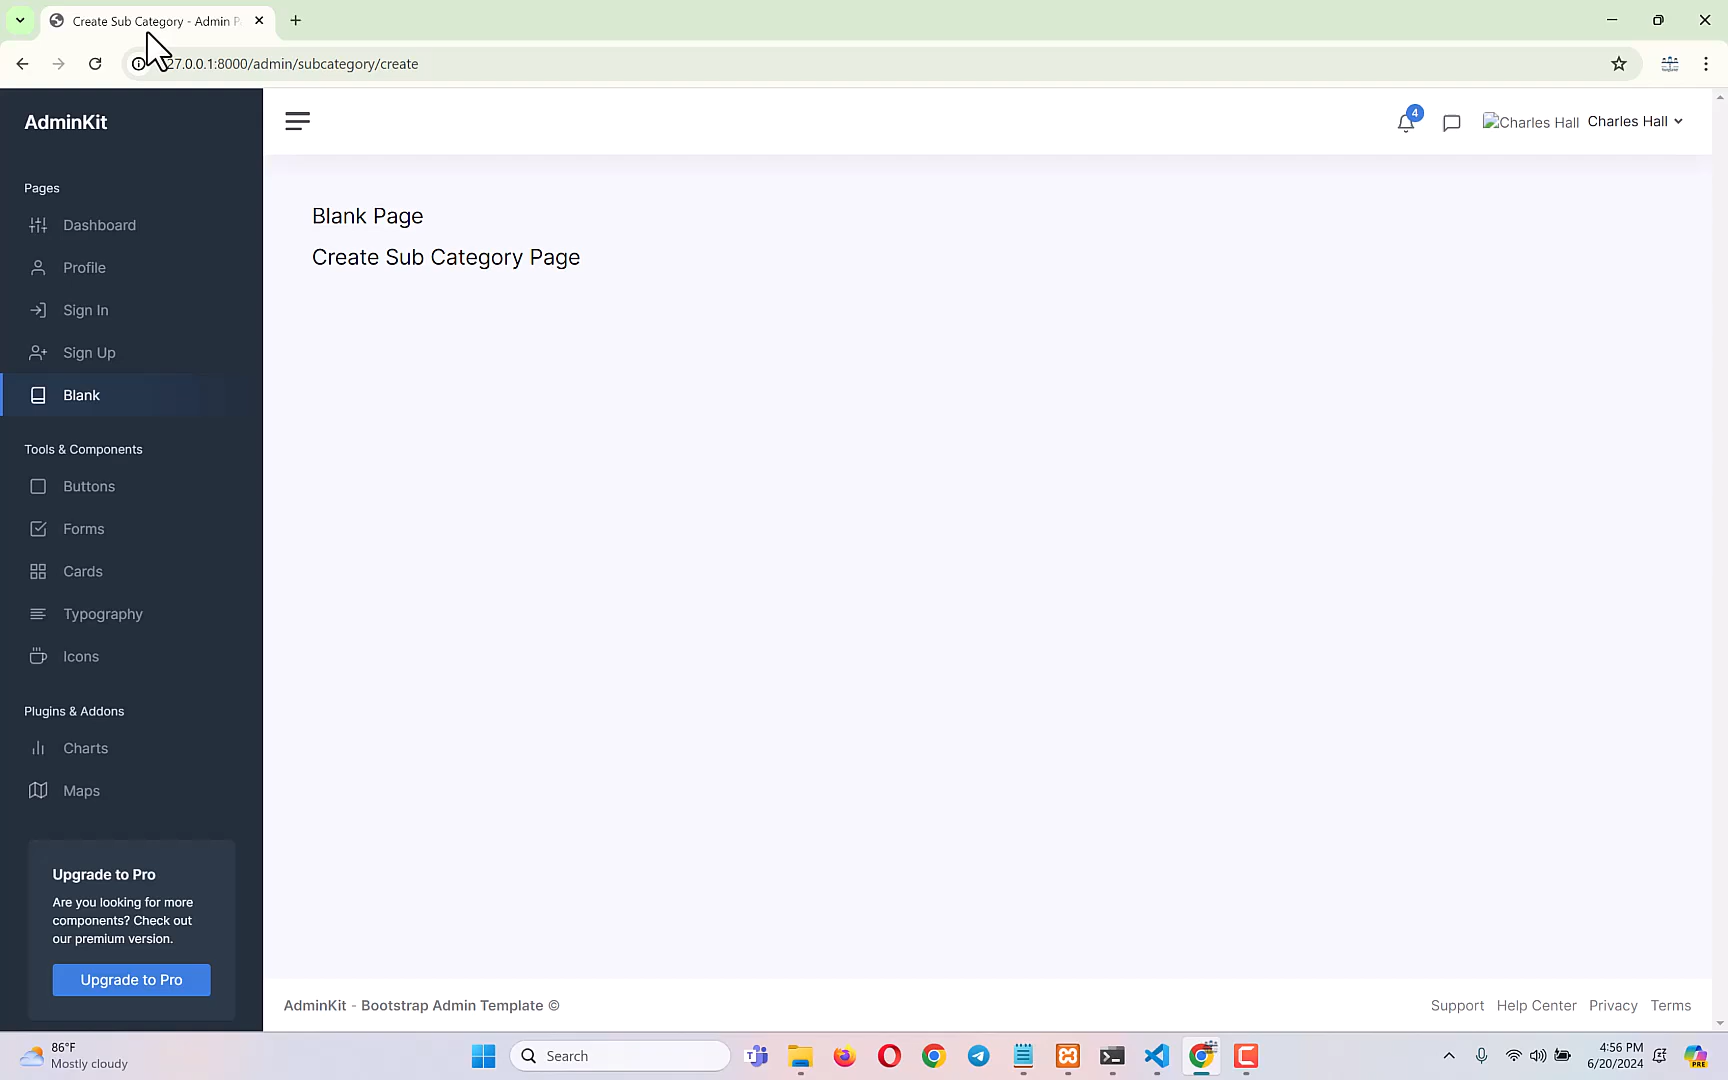 Create Sub Category - Admin P
27.0.0.1:8000/admin/subcategory/create
AdminKit
4
Charles Hall
Charles Hall
Pages
Dashboard
Profile
Sign In
Sign Up
Blank
Tools & Components
Buttons
Forms
Cards
Typography
Icons
Plugins & Addons
Charts
Maps
Upgrade to Pro
Are you looking for more
components? Check out
our premium version.
Upgrade to Pro
Blank Page
Create Sub Category Page
AdminKit - Bootstrap Admin Template ©
Support Help Center Privacy Terms
86°F
Mostly cloudy
Search
4:56 PM
6/20/2024
PRE